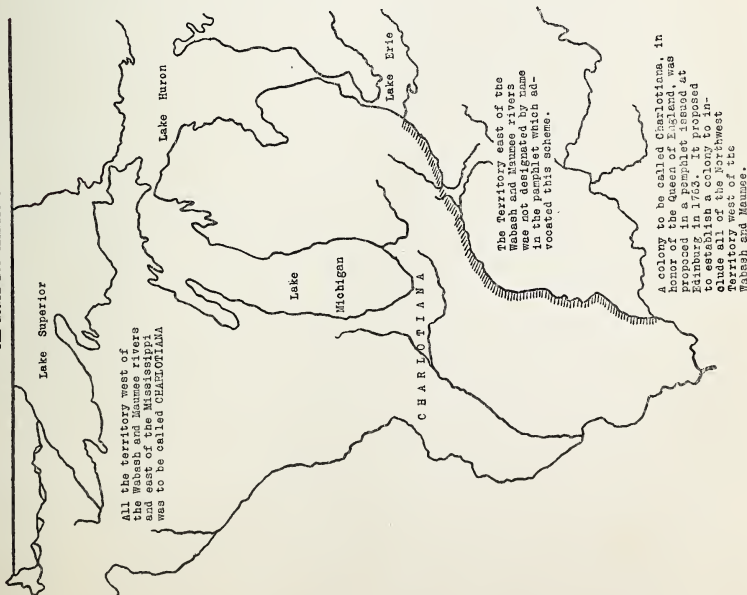 Lake Superior
Lake Huron
Lake Erie
Lake
Michigan
All the territory west of
the Wabash and Maumee rivers
and east of the Mississippi
was to be called CHARLOTIANA
CHARLOTIANA
The Territory east of the
Wabash and Maumee rivers
was not designated by name
in the pamphlet which ad-
vocated this scheme.
A colony to be called Charlotiana, in
honor of the Queen of England, was
proposed in a pamphlet issued at
Edinburg in 1763. It proposed
to establish a colony to in-
clude all of the Northwest
Territory west of the
Wabash and Maumee.